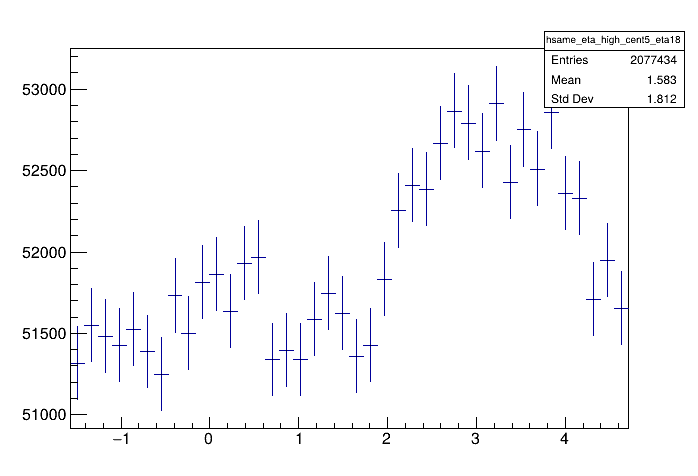 hsame_eta_high_cent5_eta18
Entries 2077434
Mean 1.583
Std Dev 1.812
53000
52500
52000
51500
51000
−1 0 1 2 3 4